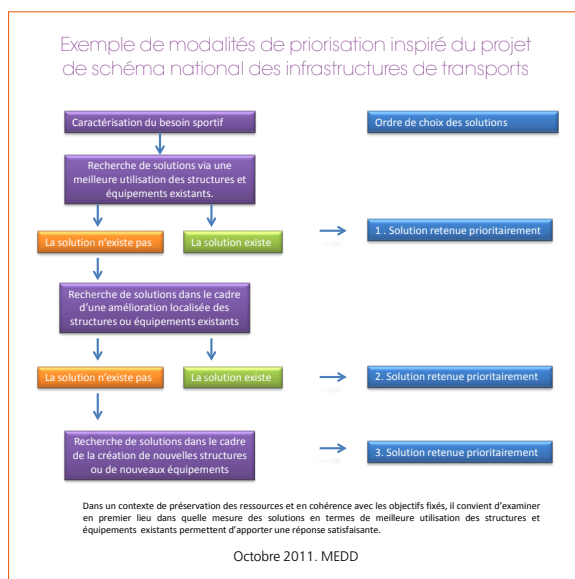 Exemple de modalités de priorisation inspiré du projet
de schéma national des infrastructures de transports
Caractérisation du besoin sportif
Ordre de choix des solutions
Recherche de solutions via une
meilleure utilisation des structures et
équipements existants.
La solution n'existe pas
La solution existe
1 . Solution retenue prioritairement
Recherche de solutions dans le cadre
d'une amélioration localisée des
structures ou équipements existants
La solution n'existe pas
La solution existe
2. Solution retenue prioritairement
Recherche de solutions dans le cadre
de la création de nouvelles structures
ou de nouveaux équipements
3. Solution retenue prioritairement
Dans un contexte de préservation des ressources et en cohérence avec les objectifs fixés, il convient d'examiner
en premier lieu dans quelle mesure des solutions en termes de meilleure utilisation des structures et
équipements existants permettent d'apporter une réponse satisfaisante.
Octobre 2011. MEDD